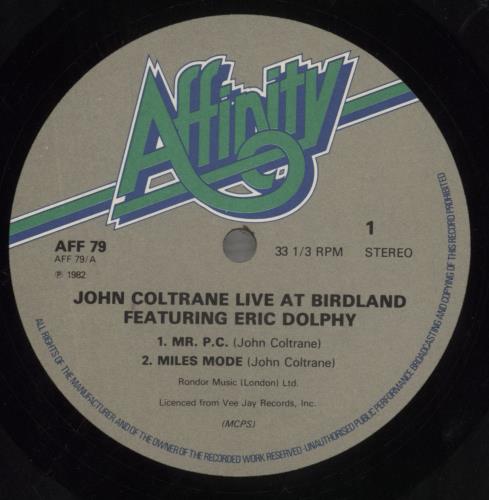 Affinity
AFF 79
AFF 79/A
℗ 1982
33 1/3 RPM
1
STEREO
JOHN COLTRANE LIVE AT BIRDLAND
FEATURING ERIC DOLPHY
1. MR. P.C. (John Coltrane)
2. MILES MODE (John Coltrane)
Rondor Music (London) Ltd.
Licenced from Vee Jay Records, Inc.
(MCPS)
ALL RIGHTS OF THE MANUFACTURER AND OF THE OWNER OF THE RECORDED WORK RESERVED - UNAUTHORISED PUBLIC PERFORMANCE BROADCASTING AND COPYING OF THIS RECORD PROHIBITED